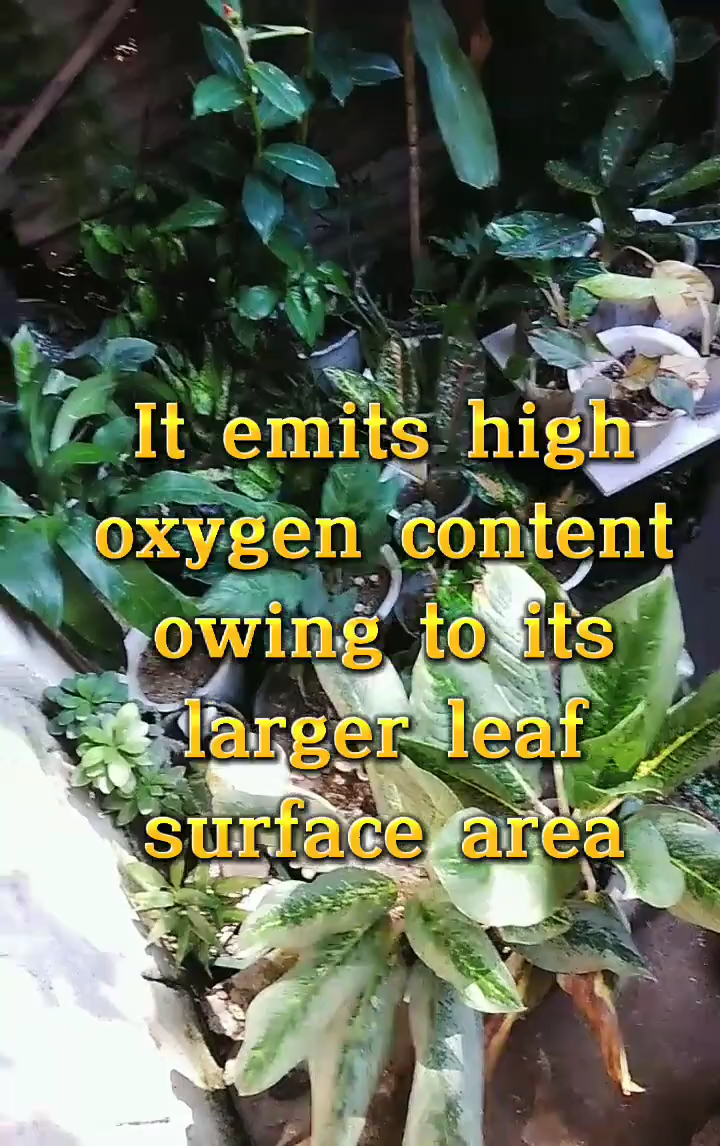 It emits high
oxygen content
owing to its
larger leaf
surface area